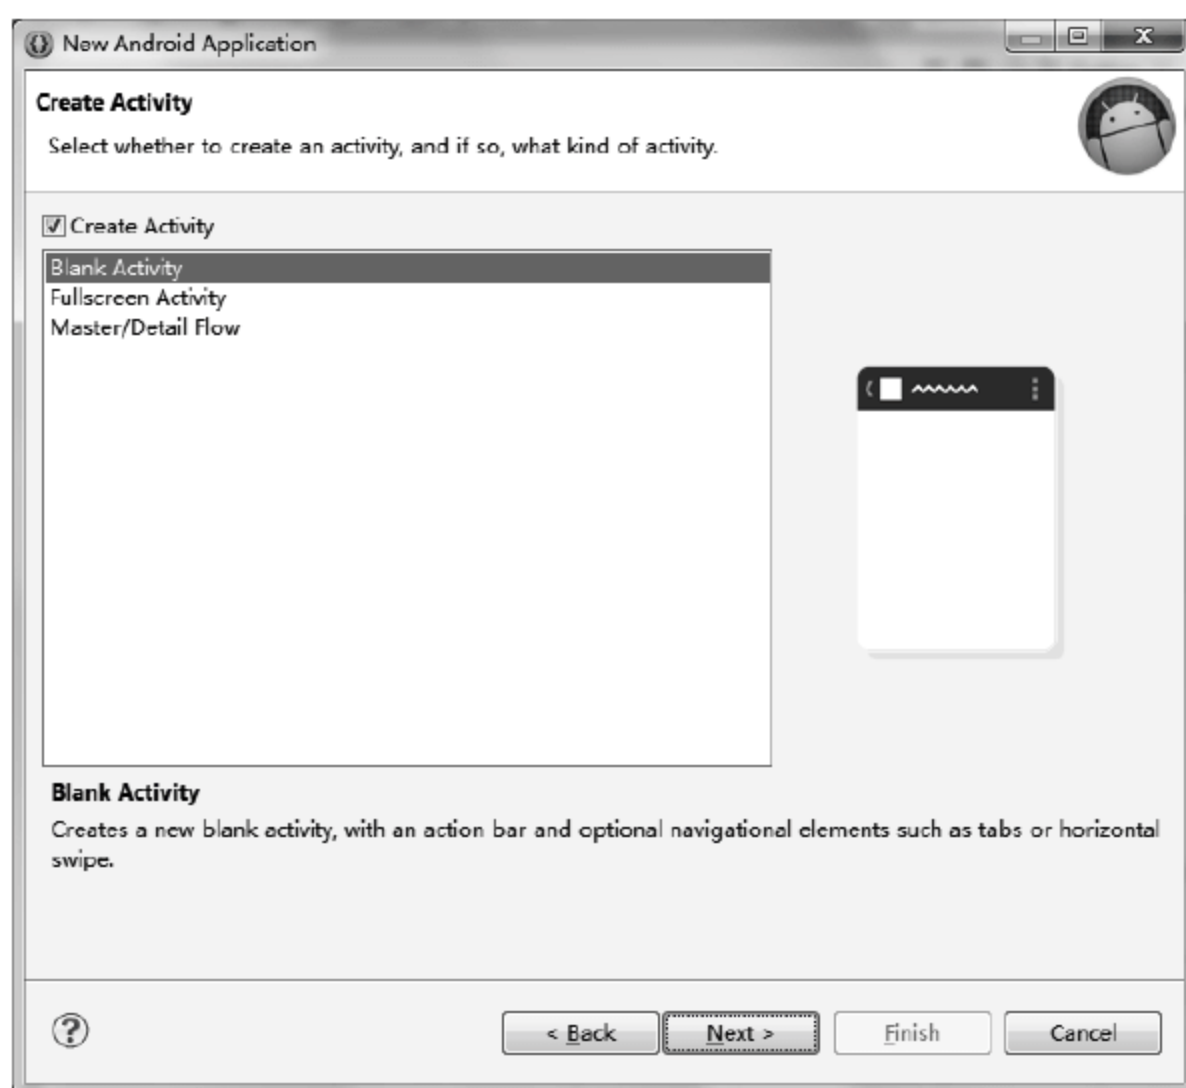 New Android Application
Create Activity
Select whether to create an activity, and if so, what kind of activity.
Create Activity
Blank Activity
Fullscreen Activity
Master/Detail Flow
Blank Activity
Creates a new blank activity, with an action bar and optional navigational elements such as tabs or horizontal
swipe.
< Back
Next >
Finish
Cancel